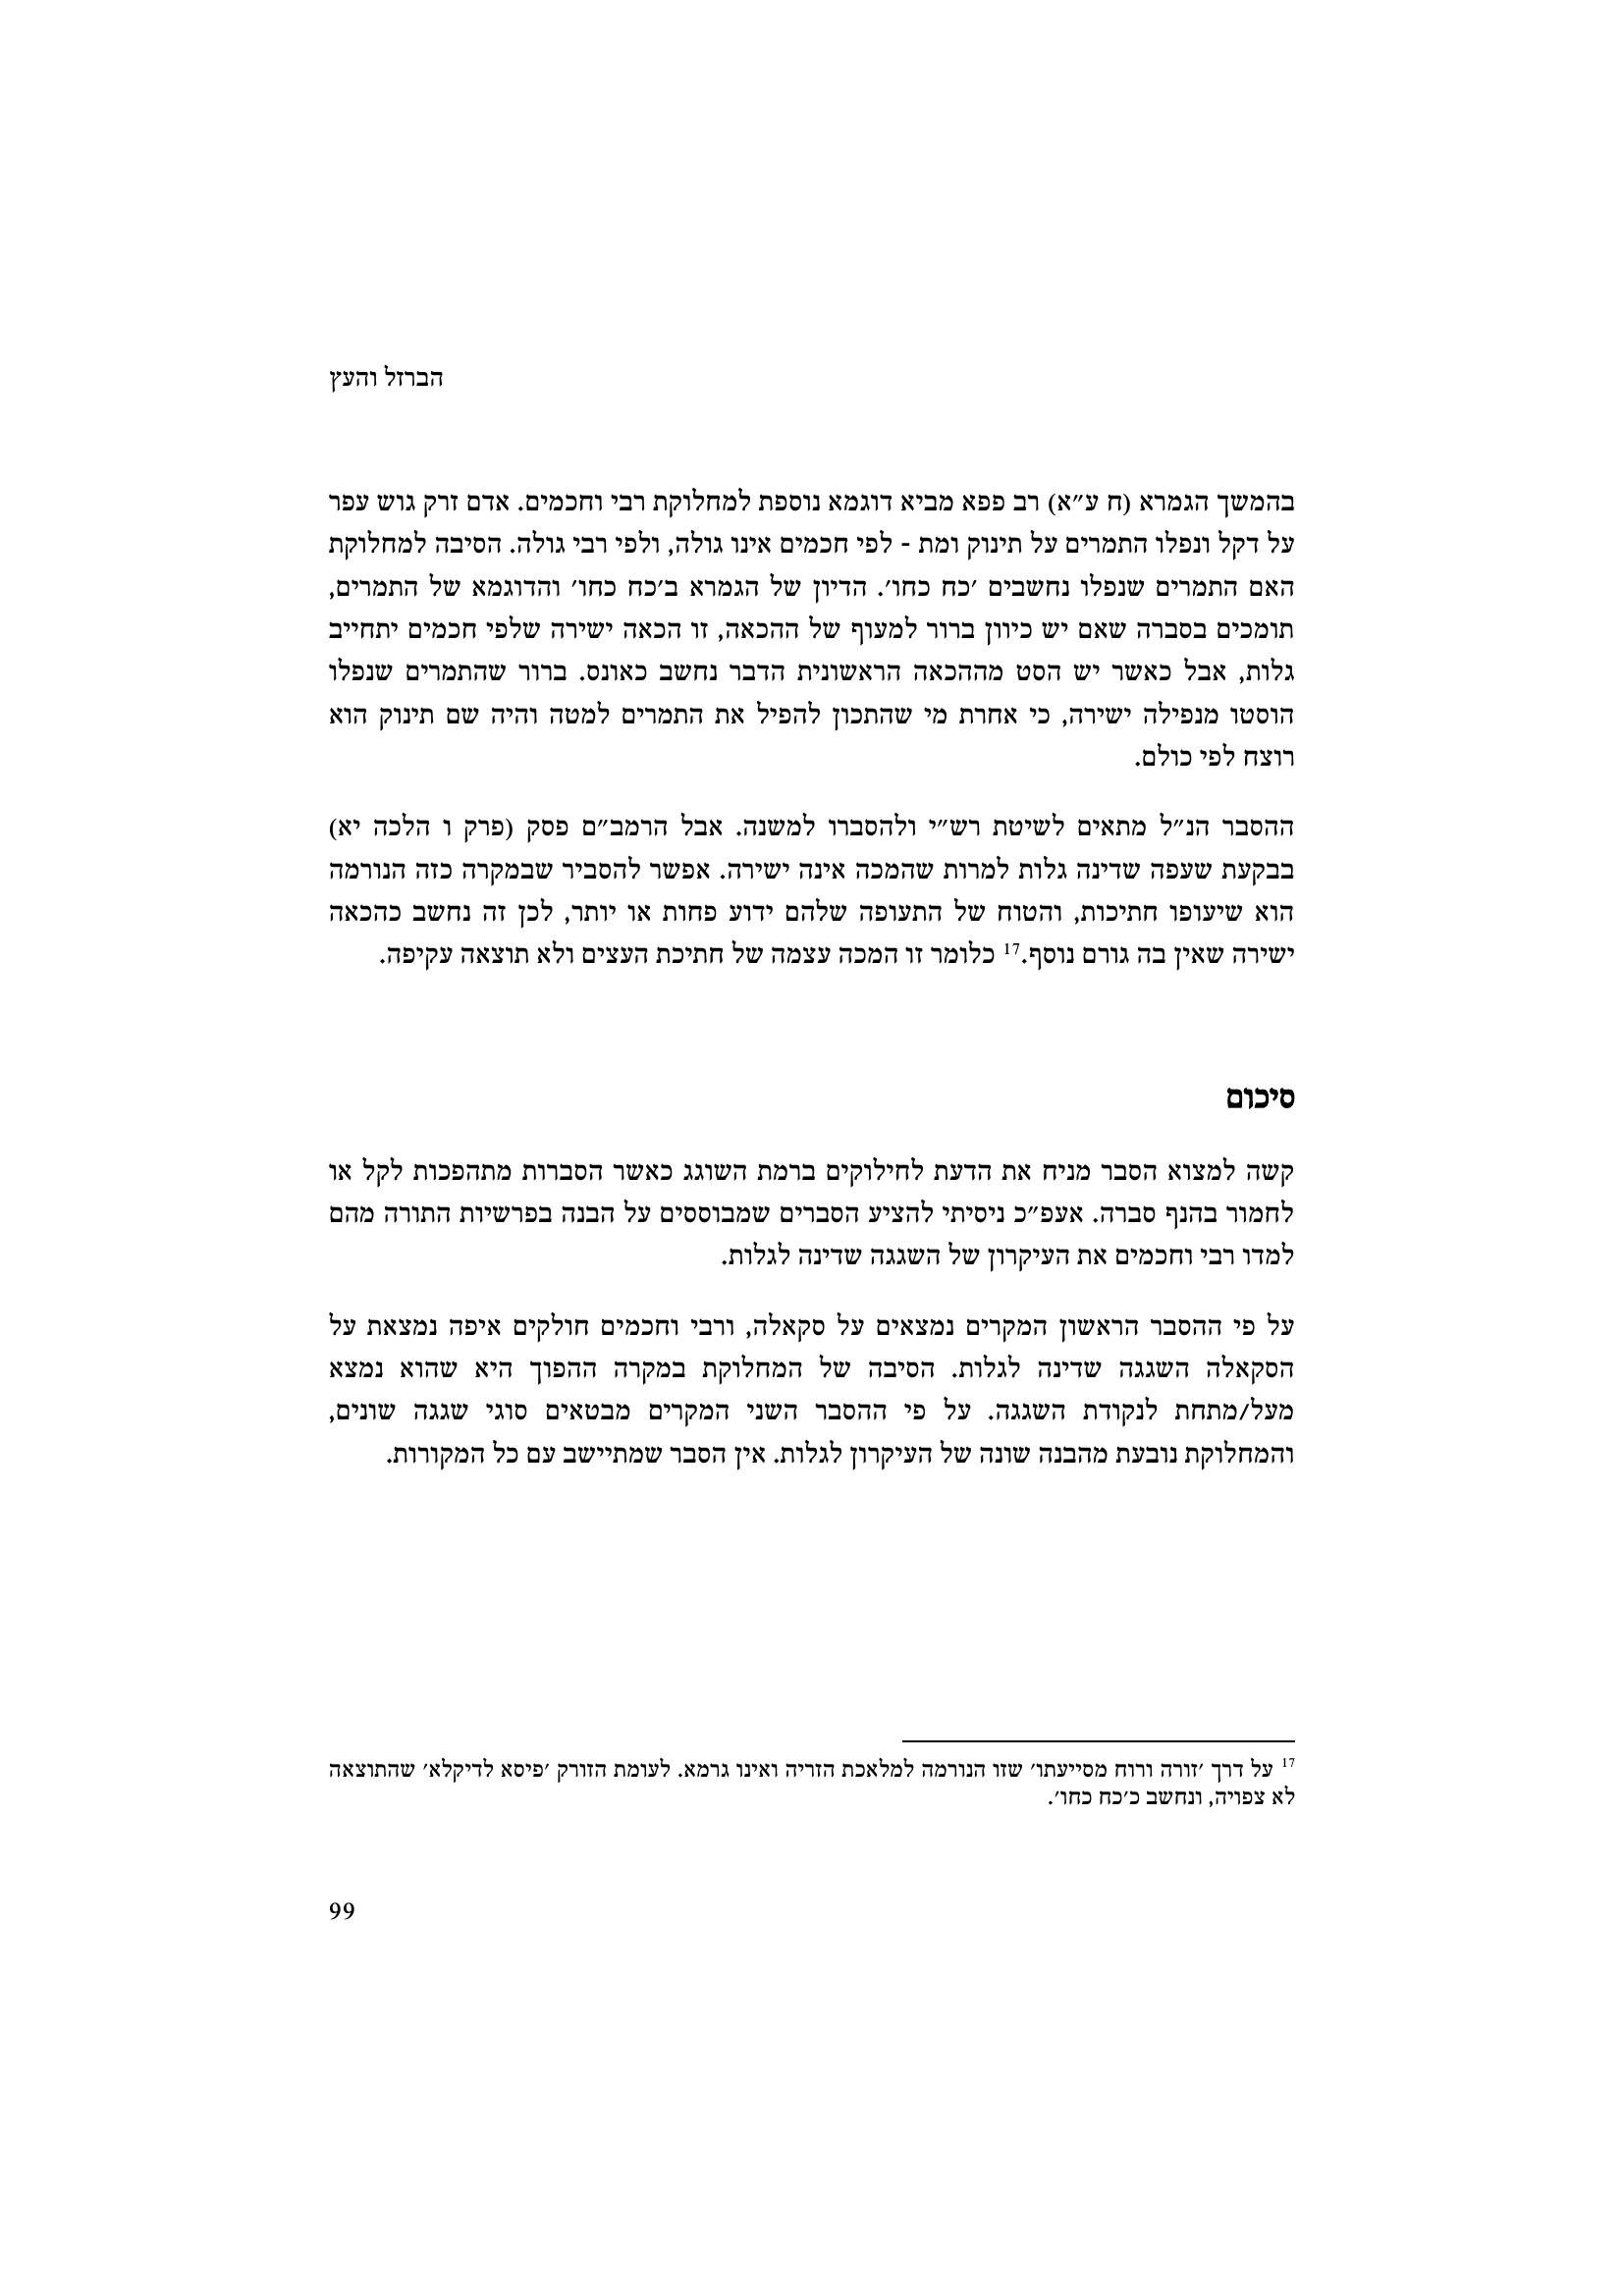 הברזל והעץ
בהמשך הגמרא (ח ע״א) רב פפא מביא דוגמא נוספת למחלוקת רבי וחכמים. אדם זרק גוש עפר
על דקל ונפלו התמרים על תינוק ומת - לפי חכמים אינו גולה, ולפי רבי גולה. הסיבה למחלוקת
האם התמרים שנפלו נחשבים ׳כח כחו׳. הדיון של הגמרא ב׳כח כחו׳ והדוגמא של התמרים,
תומכים בסברה שאם יש כיוון ברור למעוף של ההכאה, זו הכאה ישירה שלפי חכמים יתחייב
גלות, אבל כאשר יש הסט מההכאה הראשונית הדבר נחשב כאונס. ברור שהתמרים שנפלו
הוסטו מנפילה ישירה, כי אחרת מי שהתכון להפיל את התמרים למטה והיה שם תינוק הוא
רוצח לפי כולם.
ההסבר הנ״ל מתאים לשיטת רש״י ולהסברו למשנה. אבל הרמב״ם פסק (פרק ו הלכה יא)
בבקעת שעפה שדינה גלות למרות שהמכה אינה ישירה. אפשר להסביר שבמקרה כזה הנורמה
הוא שיעופו חתיכות, והטוח של התעופה שלהם ידוע פחות או יותר, לכן זה נחשב כהכאה
ישירה שאין בה גורם נוסף.17 כלומר זו המכה עצמה של חתיכת העצים ולא תוצאה עקיפה.
סיכום
קשה למצוא הסבר מניח את הדעת לחילוקים ברמת השוגג כאשר הסברות מתהפכות לקל או
לחמור בהנף סברה. אעפ״כ ניסיתי להציע הסברים שמבוססים על הבנה בפרשיות התורה מהם
למדו רבי וחכמים את העיקרון של השגגה שדינה לגלות.
על פי ההסבר הראשון המקרים נמצאים על סקאלה, ורבי וחכמים חולקים איפה נמצאת על
הסקאלה השגגה שדינה לגלות. הסיבה של המחלוקת במקרה ההפוך היא שהוא נמצא
מעל/מתחת לנקודת השגגה. על פי ההסבר השני המקרים מבטאים סוגי שגגה שונים,
והמחלוקת נובעת מהבנה שונה של העיקרון לגלות. אין הסבר שמתיישב עם כל המקורות.
17 על דרך ׳זורה ורוח מסייעתו׳ שזו הנורמה למלאכת הזריה ואינו גרמא. לעומת הזורק ׳פיסא לדיקלא׳ שהתוצאה
לא צפויה, ונחשב כ׳כח כחו׳.
99